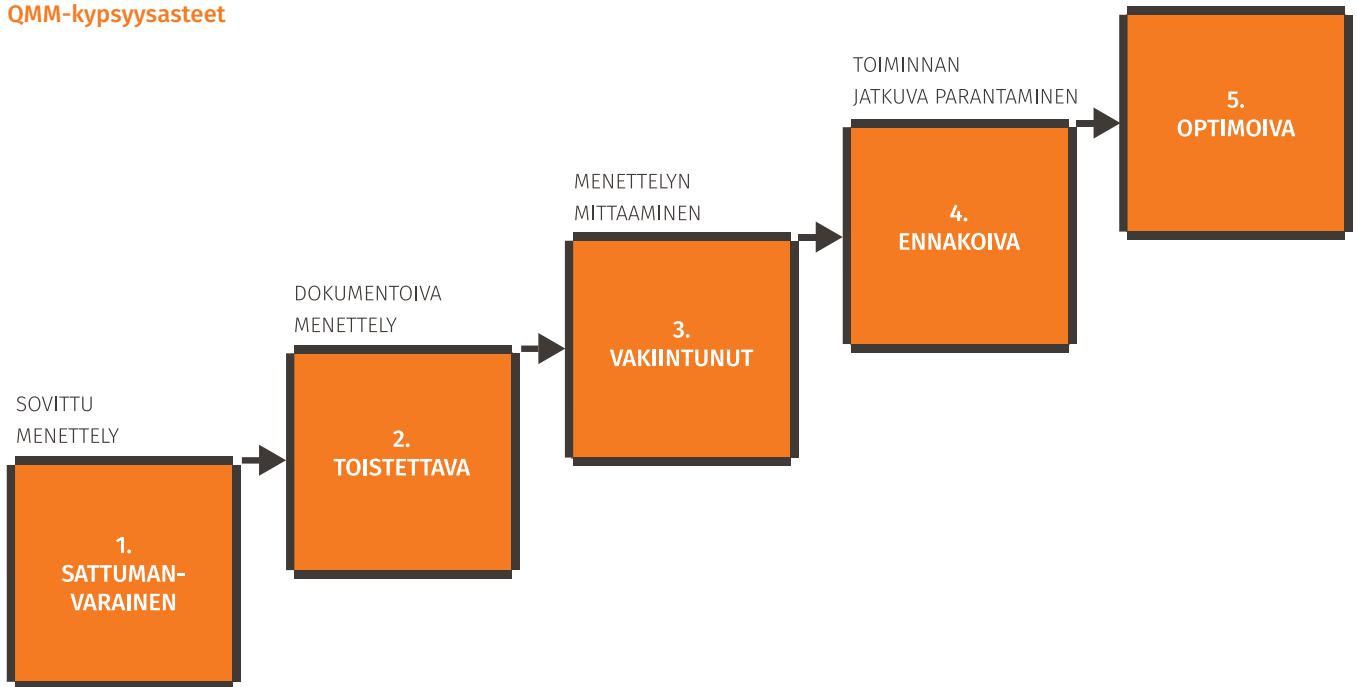 QMM-kypsyysasteet
SOVITTU
MENETTELY
1.
SATTUMAN-
VARAINEN
DOKUMENTOIVA
MENETTELY
2.
TOISTETTAVA
MENETTELYN
MITTAAMINEN
3.
VAKIINTUNUT
TOIMINNAN
JATKUVA PARANTAMINEN
4.
ENNAKOIVA
5.
OPTIMOIVA